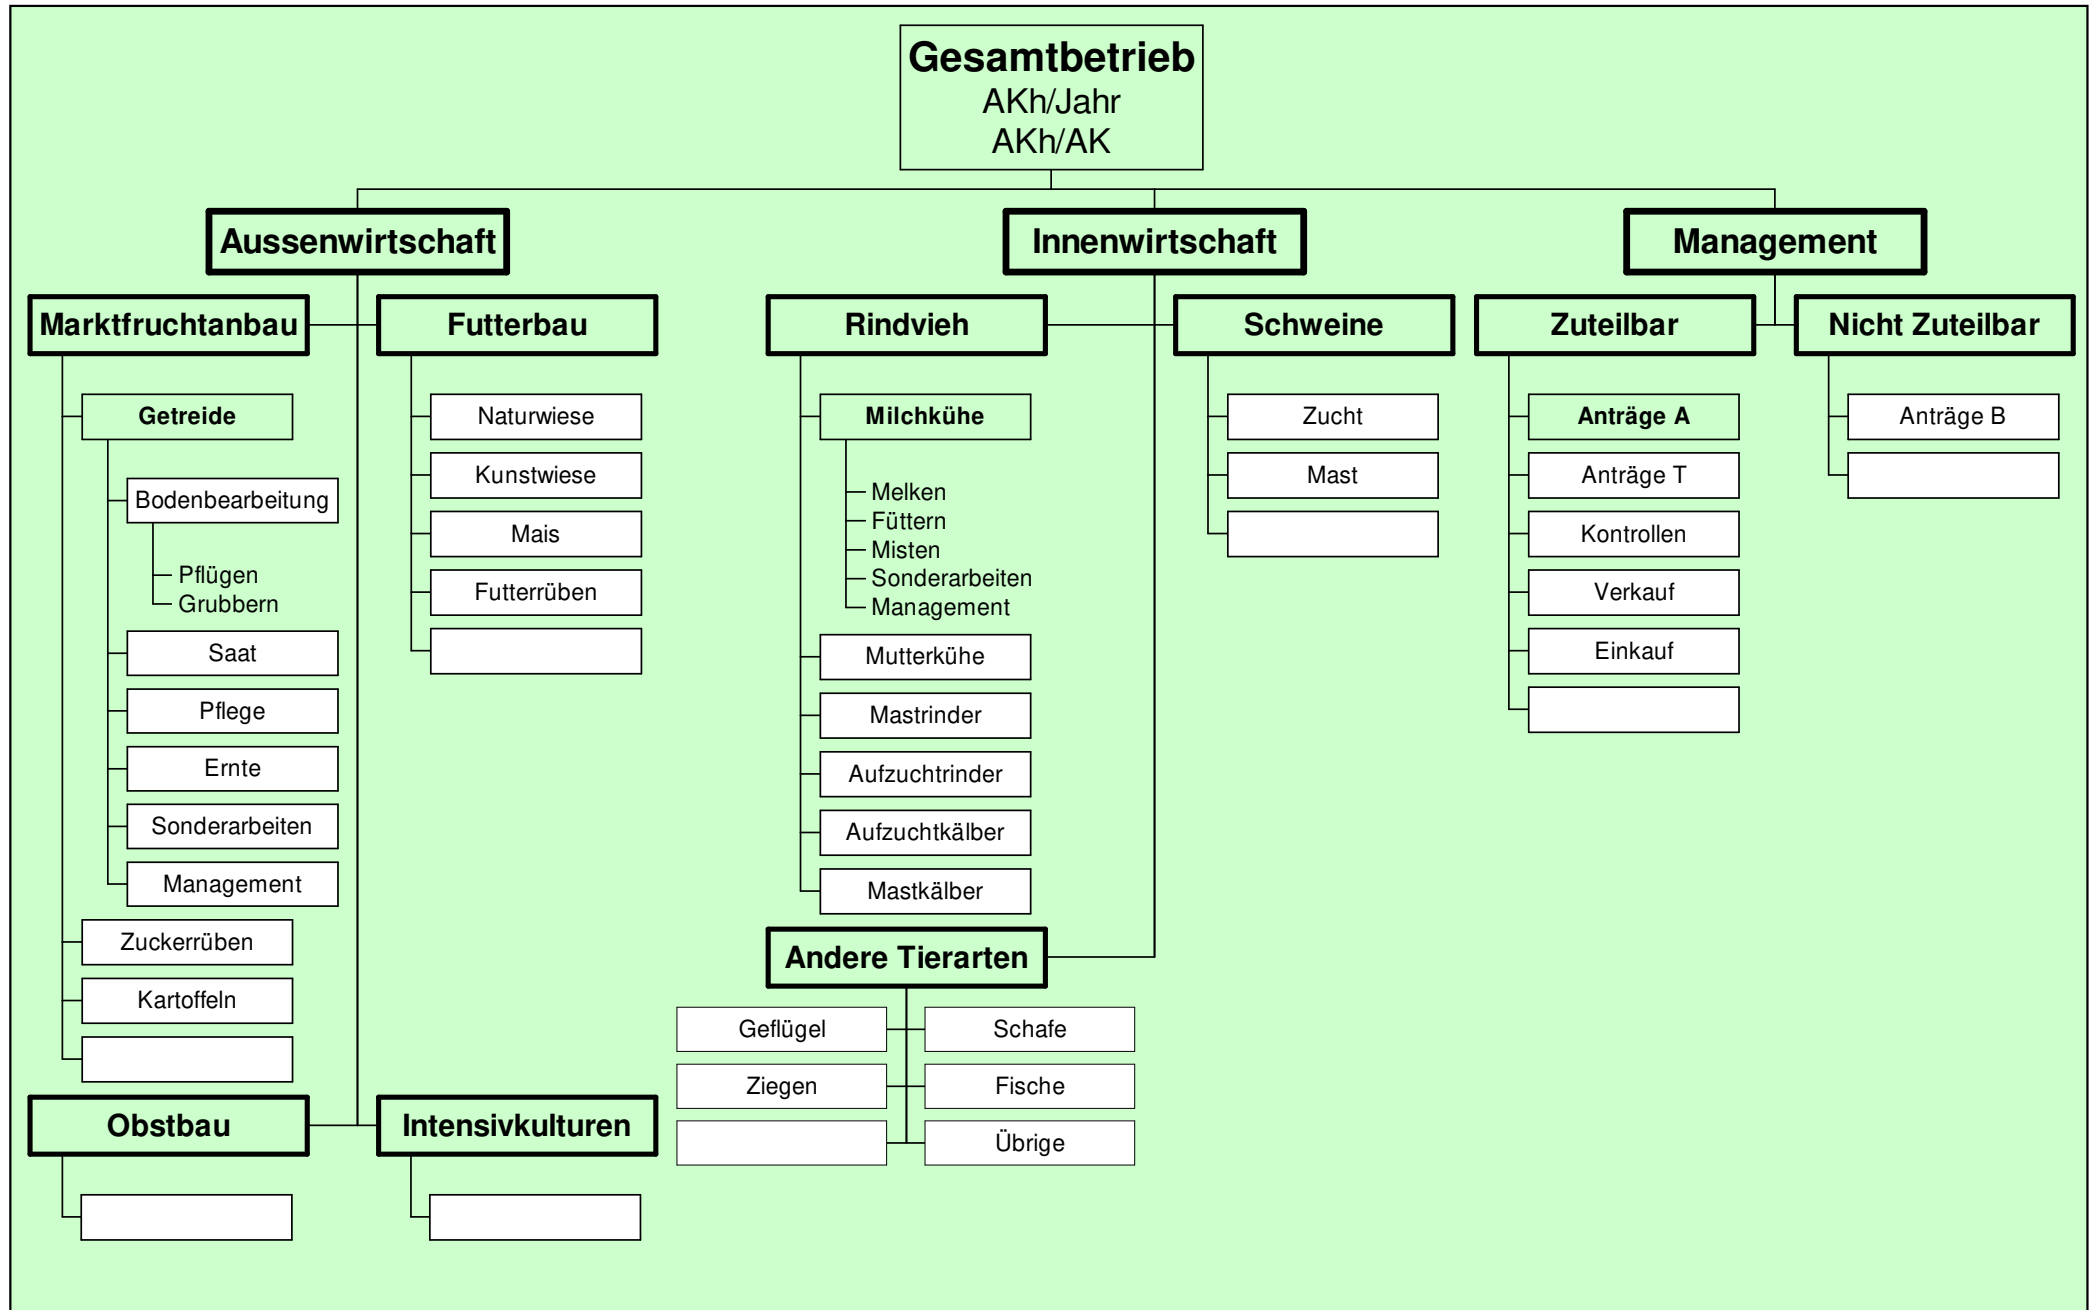 Gesamtbetrieb
AKh/Jahr
AKh/AK
Aussenwirtschaft
Innenwirtschaft
Management
Marktfruchtanbau
Futterbau
Rindvieh
Schweine
Zuteilbar
Nicht Zuteilbar
Getreide
Bodenbearbeitung
Pflügen
Grubbern
Saat
Pflege
Ernte
Sonderarbeiten
Management
Zuckerrüben
Kartoffeln
Naturwiese
Kunstwiese
Mais
Futterrüben
Obstbau
Intensivkulturen
Milchkühe
Melken
Füttern
Misten
Sonderarbeiten
Management
Mutterkühe
Mastrinder
Aufzuchtrinder
Aufzuchtkälber
Mastkälber
Andere Tierarten
Geflügel
Schafe
Ziegen
Fische
Übrige
Zucht
Mast
Anträge A
Anträge T
Kontrollen
Verkauf
Einkauf
Anträge B